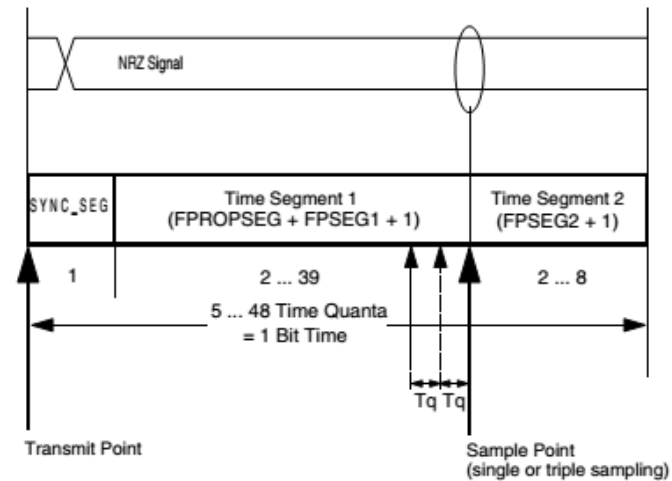 NRZ Signal
SYNC_SEG
Time Segment 1
(FPROPSEG + FPSEG1 + 1)
Time Segment 2
(FPSEG2 + 1)
1
2 ... 39
2 ... 8
5 ... 48 Time Quanta
= 1 Bit Time
Tq Tq
Transmit Point
Sample Point
(single or triple sampling)